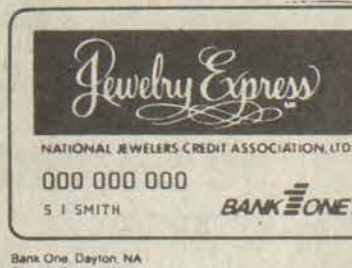 Jewelry Express
NATIONAL JEWELERS CREDIT ASSOCIATION, LTD
000 000 000
S I SMITH
BANK ONE
Bank One, Dayton, NA